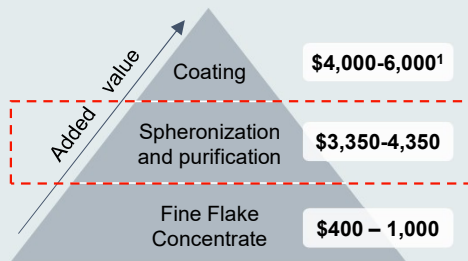 Added value
Coating
$4,000-6,000¹
Spheronization
and purification
$3,350-4,350
Fine Flake
Concentrate
$400 – 1,000